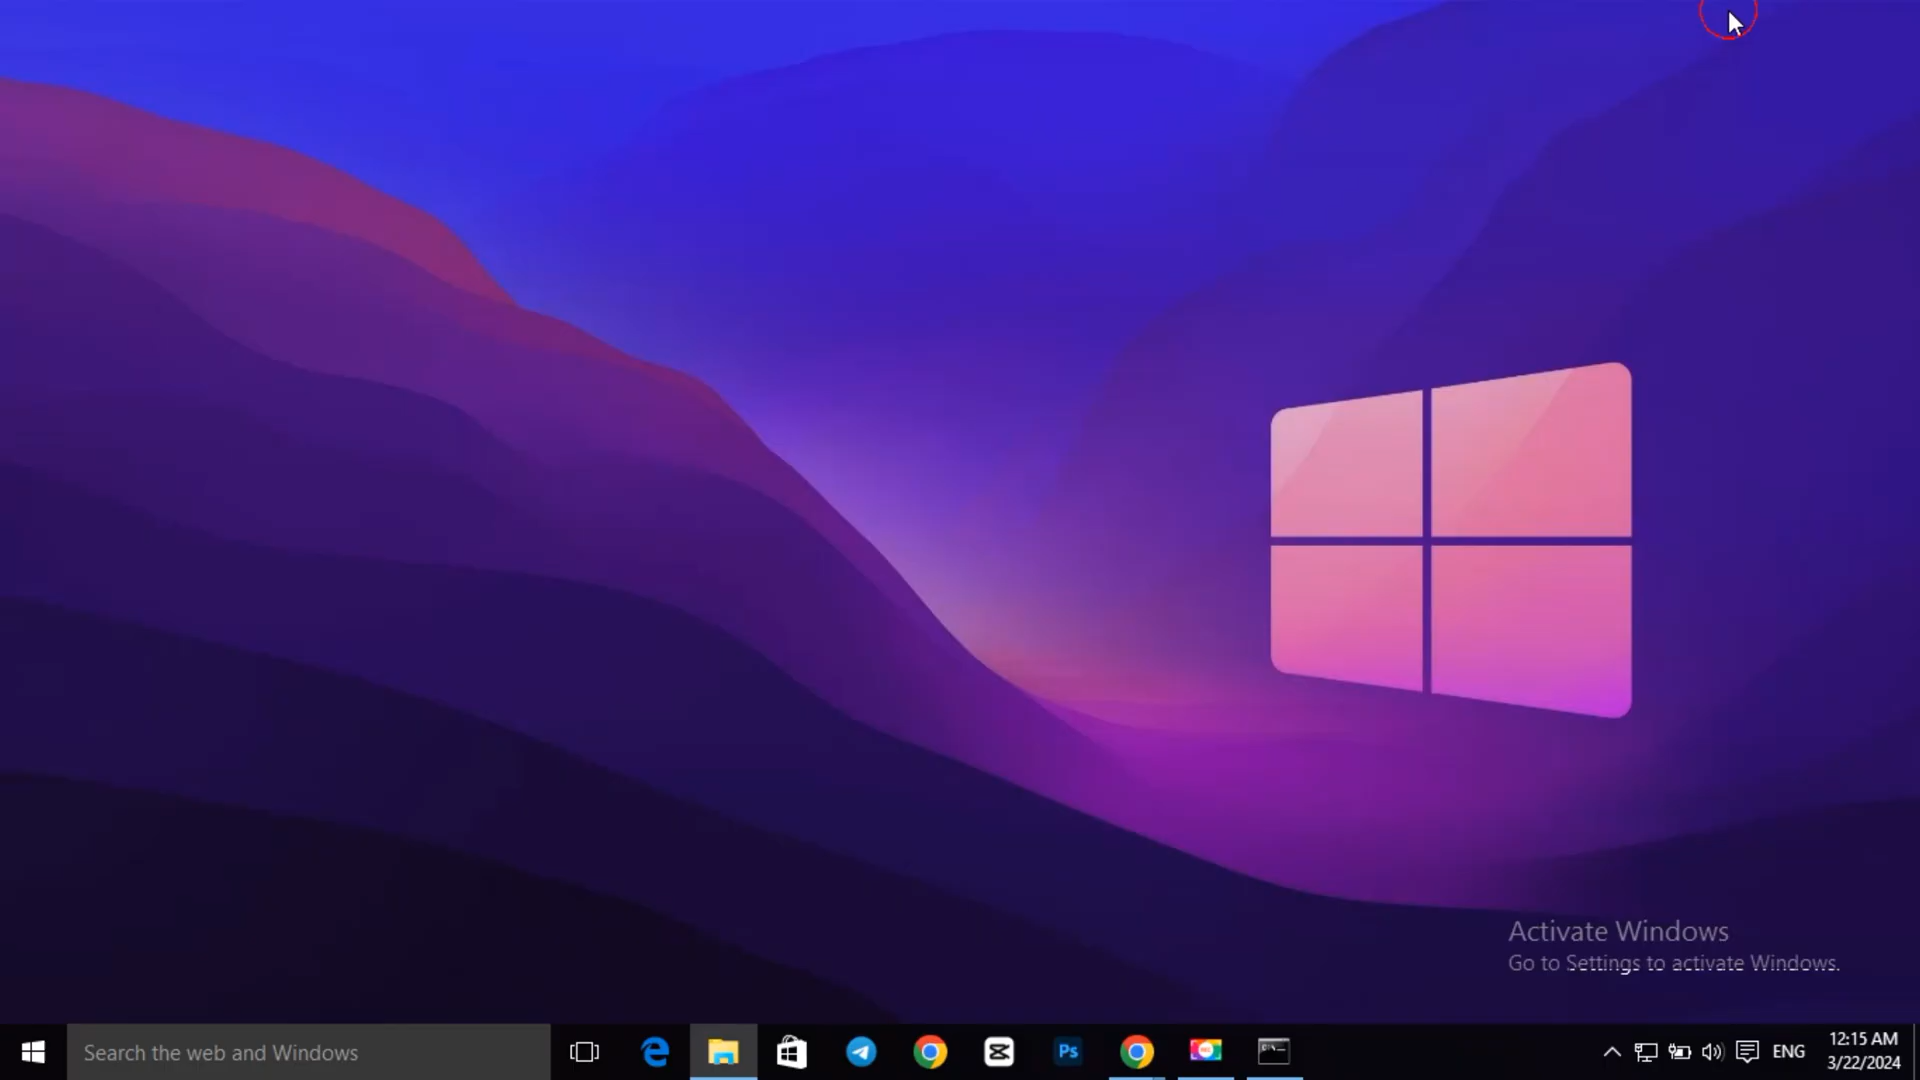 Activate Windows
Go to Settings to activate Windows.
Search the web and Windows
Ps
ENG
12:15 AM
3/22/2024